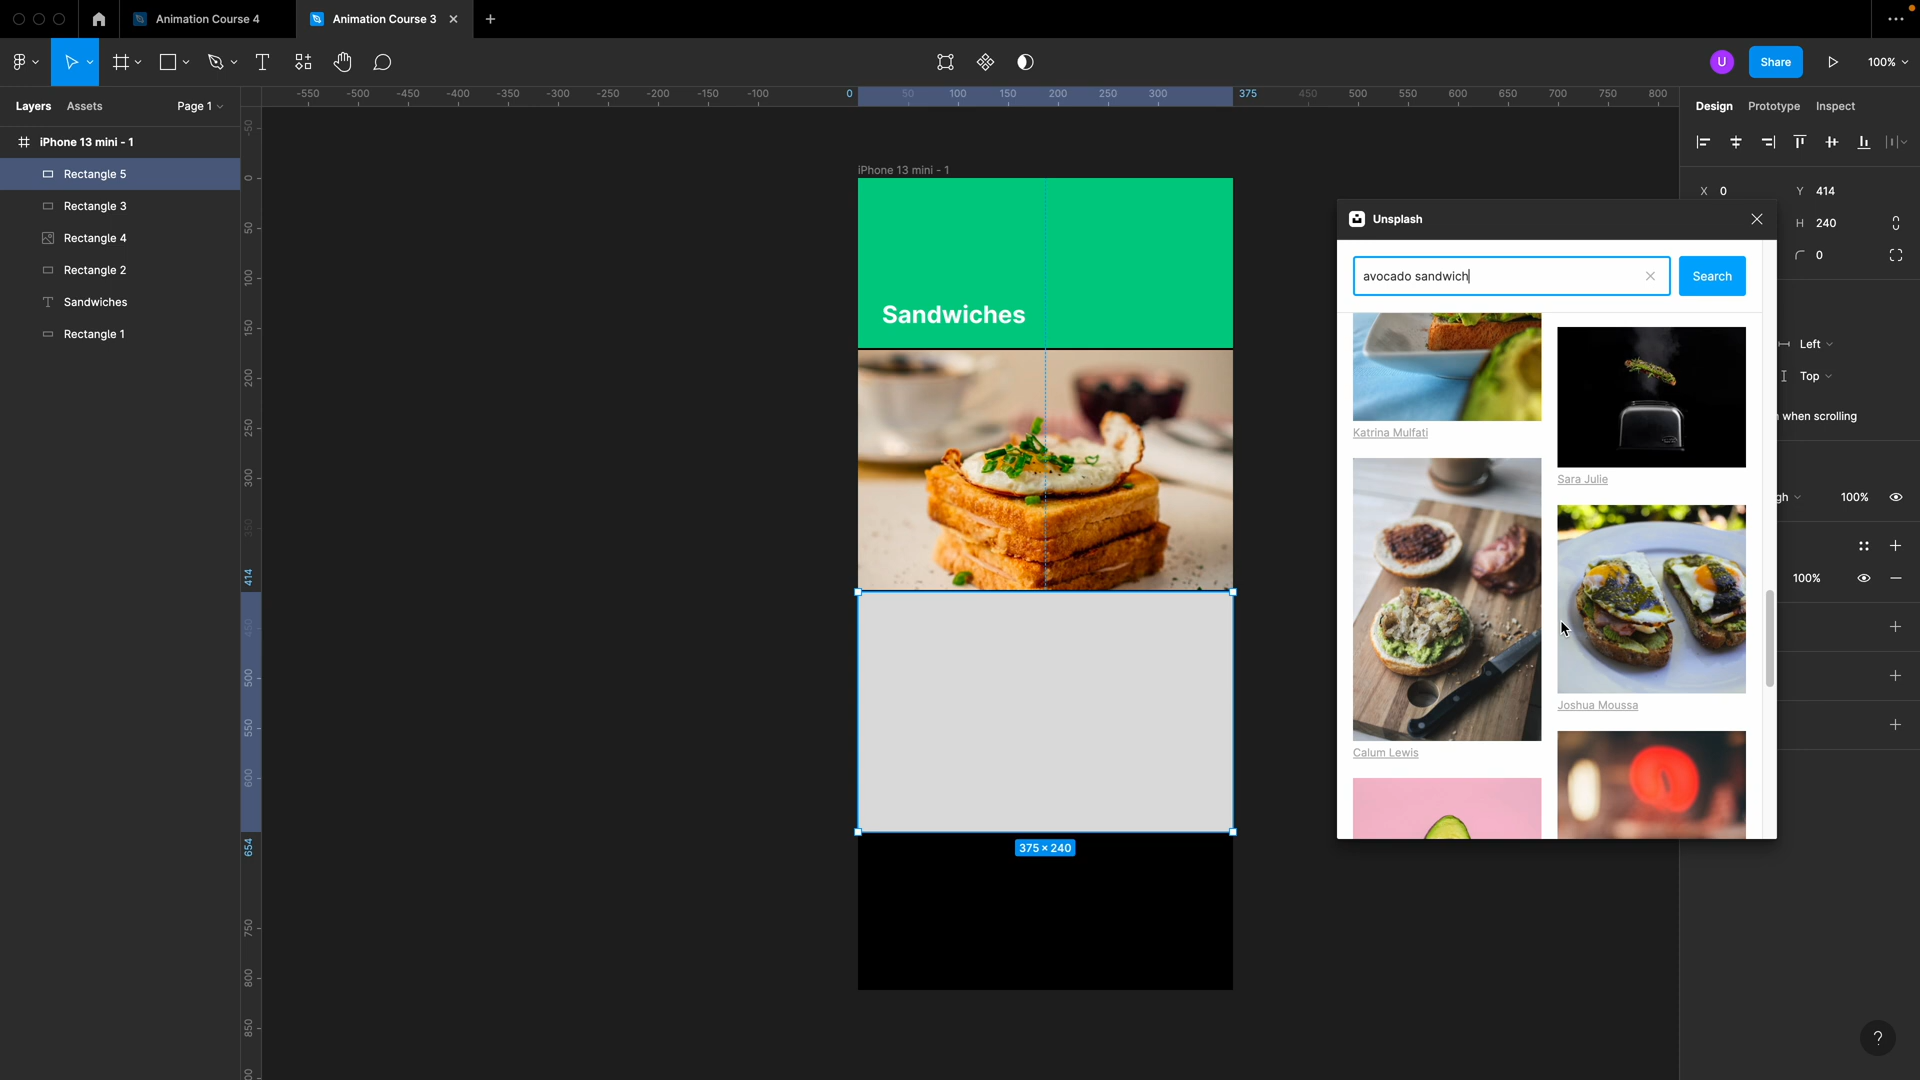 Animation Course 4
Animation Course 3
Share
U
100%
Layers
Assets
Page 1
-550
-500
-450
-400
-350
-300
-250
-200
-150
-100
0
50
100
150
200
250
300
375
450
500
550
600
650
700
750
800
Design
Prototype
Inspect
iPhone 13 mini - 1
Rectangle 5
Rectangle 3
Rectangle 4
Rectangle 2
Sandwiches
Rectangle 1
-50
0
50
100
150
200
250
300
350
414
450
500
550
600
654
750
800
850
iPhone 13 mini - 1
Sandwiches
375 × 240
Unsplash
avocado sandwich
Search
Katrina Mulfati
Sara Julie
Calum Lewis
Joshua Moussa
X 0
Y 414
H 240
0
Left
Top
when scrolling
gh
100%
100%
?